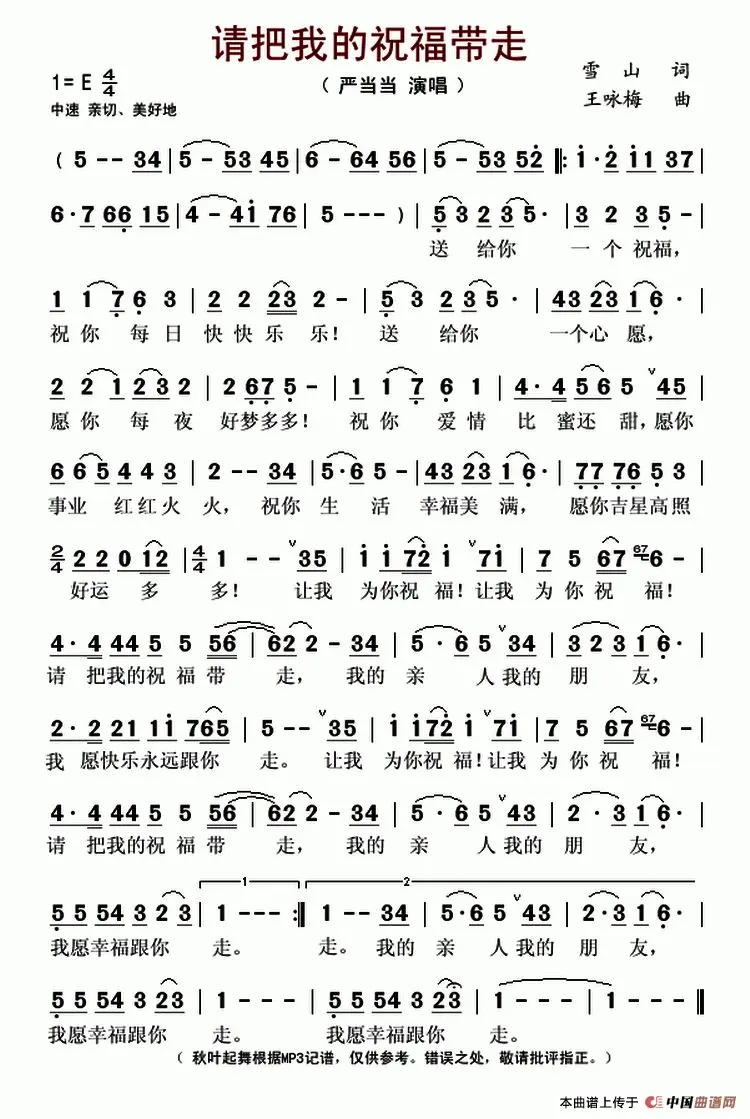 请把我的祝福带走
1=E 4/4
（严当当 演唱）
雪 山 词
中速 亲切、美好地
王咏梅 曲
( 5 - - 34 | 5 - 53 45 | 6 - 64 56 | 5 - 53 52 |: 1·2 11 37 |
6·7 66 15 | 4 - 41 76 | 5 - - - ) | 5 3 2 3 5· | 3 2 3 5 - |
送 给你 一个祝福，
1 1 7 6 3 | 2 2 23 2 - | 5 3 23 5· | 43 23 1 6· |
祝你 每日 快快乐乐！ 送 给你 一个心愿，
2 2 1 23 2 | 2 67 5 - | 1 1 7 6 1 | 4·4 56 5 ∨45 |
愿你 每夜 好梦多多！ 祝你 爱情 比蜜还甜，愿你
6 6 5 4 4 3 | 2 - - 34 | 5·6 5 - | 43 23 1 6· | 77 76 5 3 |
事业 红红火火， 祝你生活 幸福美满， 愿你吉星高照
2/4 2 2 0 12 | 4/4 1 - - ∨35 | 1 172 1 ∨71 | 7 5 67 67 6 - |
好运 多多！ 让我 为你祝福！让我 为你祝福！
4·4 44 5 5 56 | 62 2 - 34 | 5·6 5 ∨34 | 3 2 3 1 6· |
请 把我的祝福带 走， 我的亲 人我的朋友，
2·2 21 11 765 | 5 - - ∨35 | 1 172 1 ∨71 | 7 5 67 67 6 - |
我 愿快乐永远跟你 走。 让我 为你祝福！让我 为你祝福！
4·4 44 5 5 56 | 62 2 - 34 | 5·6 5 ∨43 | 2·3 1 6· |
请 把我的祝福带 走， 我的亲 人我的朋友，
1 2
5 5 54 3 2 3 | 1 - - - :| 1 - - 34 | 5·6 5 ∨43 | 2·3 1 6· |
我愿幸福跟你 走。 走。 我的亲 人我的朋友，
5 5 54 3 23 | 1 - - - | 5 5 54 3 23 | 1 - - - | 1 - - - ‖
我愿幸福跟你 走。 我愿幸福跟你 走。
（ 秋叶起舞根据MP3记谱，仅供参考。错误之处，敬请批评指正。）
本曲谱上传于 中国曲谱网